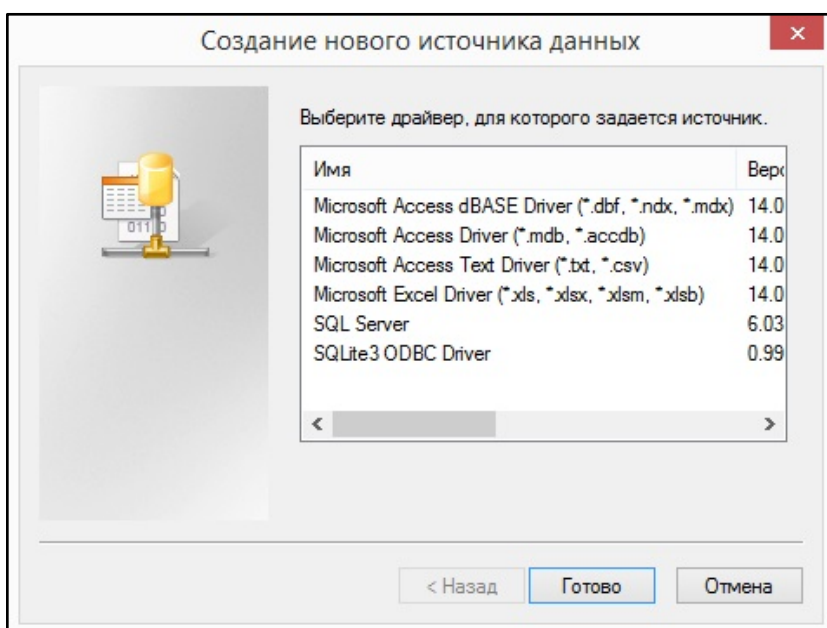 Создание нового источника данных
Выберите драйвер, для которого задается источник.
Имя Верс
Microsoft Access dBASE Driver (*.dbf, *.ndx, *.mdx) 14.0
Microsoft Access Driver (*.mdb, *.accdb) 14.0
Microsoft Access Text Driver (*.txt, *.csv) 14.0
Microsoft Excel Driver (*.xls, *.xlsx, *.xlsm, *.xlsb) 14.0
SQL Server 6.03
SQLite3 ODBC Driver 0.99
< Назад Готово Отмена